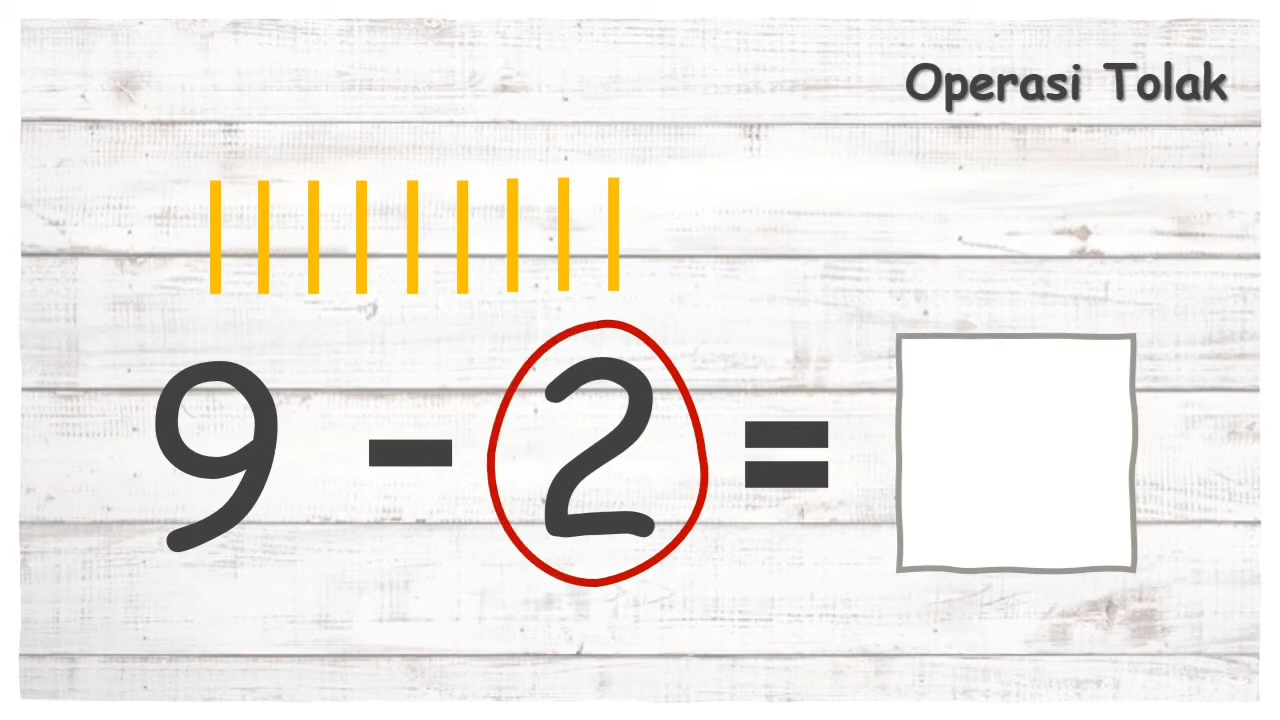 Operasi Tolak
9 - 2 =